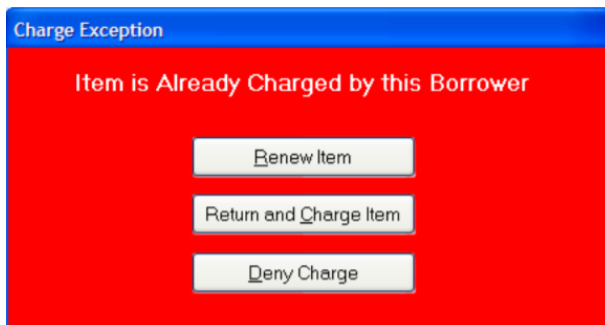 Charge Exception
Item is Already Charged by this Borrower
Renew Item
Return and Charge Item
Deny Charge